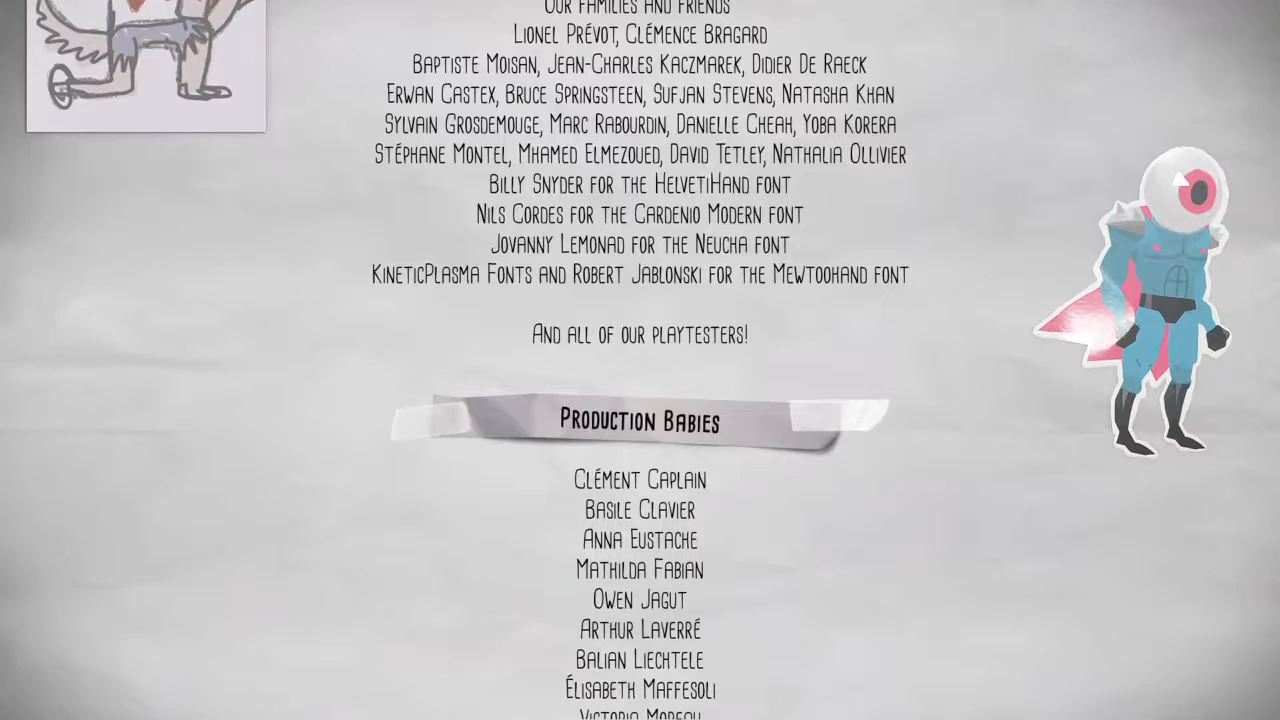 Our families and friends
Lionel Prévot, Clémence Bragard
Baptiste Moisan, Jean-Charles Kaczmarek, Didier De Raeck
Erwan Castex, Bruce Springsteen, Sufjan Stevens, Natasha Khan
Sylvain Grosdemouge, Marc Rabourdin, Danielle Cheah, Yoba Korera
Stéphane Montel, Mhamed Elmezoued, David Tetley, Nathalia Ollivier
Billy Snyder for the HelvetiHand font
Nils Cordes for the Cardenio Modern font
Jovanny Lemonad for the Neucha font
KineticPlasma Fonts and Robert Jablonski for the Mewtoohand font
And all of our playtesters!
Production Babies
Clément Caplain
Basile Clavier
Anna Eustache
Mathilda Fabian
Owen Jagut
Arthur Laverré
Balian Liechtele
Élisabeth Maffesoli
Victoria Moreau